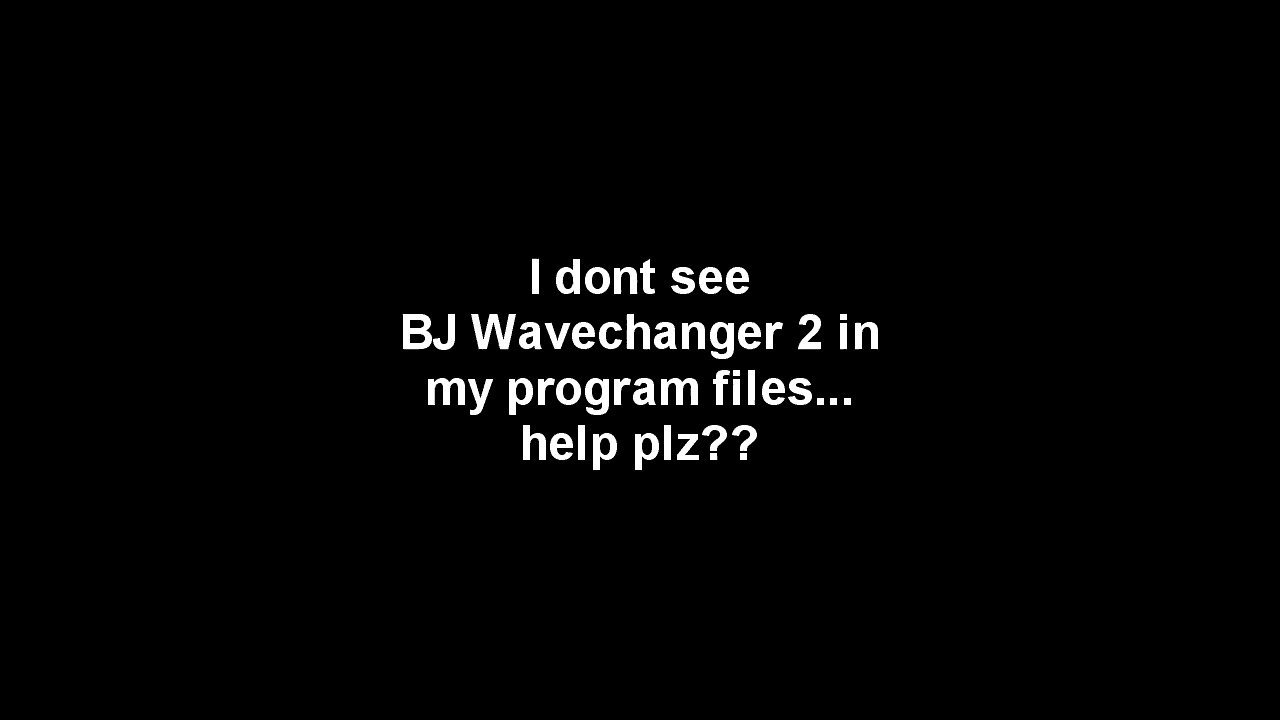 I dont see
BJ Wavechanger 2 in
my program files...
help plz??